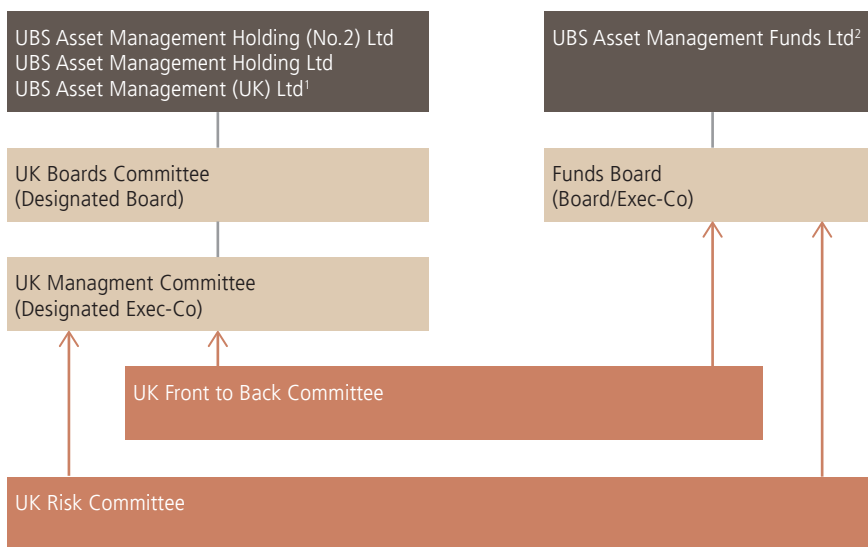 UBS Asset Management Holding (No.2) Ltd
UBS Asset Management Holding Ltd
UBS Asset Management (UK) Ltd¹
UBS Asset Management Funds Ltd²
UK Boards Committee
(Designated Board)
Funds Board
(Board/Exec-Co)
UK Managment Committee
(Designated Exec-Co)
UK Front to Back Committee
UK Risk Committee